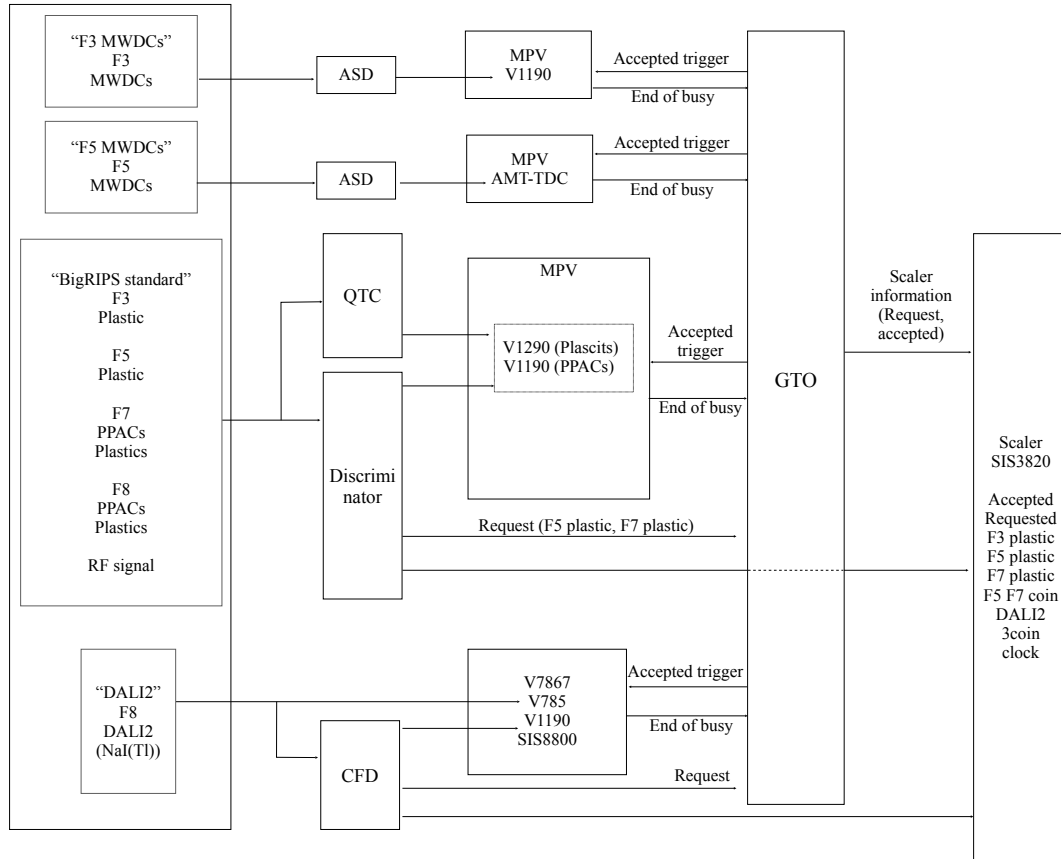 “F3 MWDCs”
F3
MWDCs
ASD
MPV
V1190
Accepted trigger
End of busy
“F5 MWDCs”
F5
MWDCs
ASD
MPV
AMT-TDC
Accepted trigger
End of busy
“BigRIPS standard”
F3
Plastic
F5
Plastic
F7
PPACs
Plastics
F8
PPACs
Plastics
RF signal
QTC
Discrimi
nator
MPV
V1290 (Plascits)
V1190 (PPACs)
Accepted
trigger
End of busy
Request (F5 plastic, F7 plastic)
GTO
Scaler
information
(Request,
accepted)
Scaler
SIS3820
Accepted
Requested
F3 plastic
F5 plastic
F7 plastic
F5 F7 coin
DALI2
3coin
clock
“DALI2”
F8
DALI2
(NaI(Tl))
CFD
V7867
V785
V1190
SIS8800
Accepted trigger
End of busy
Request